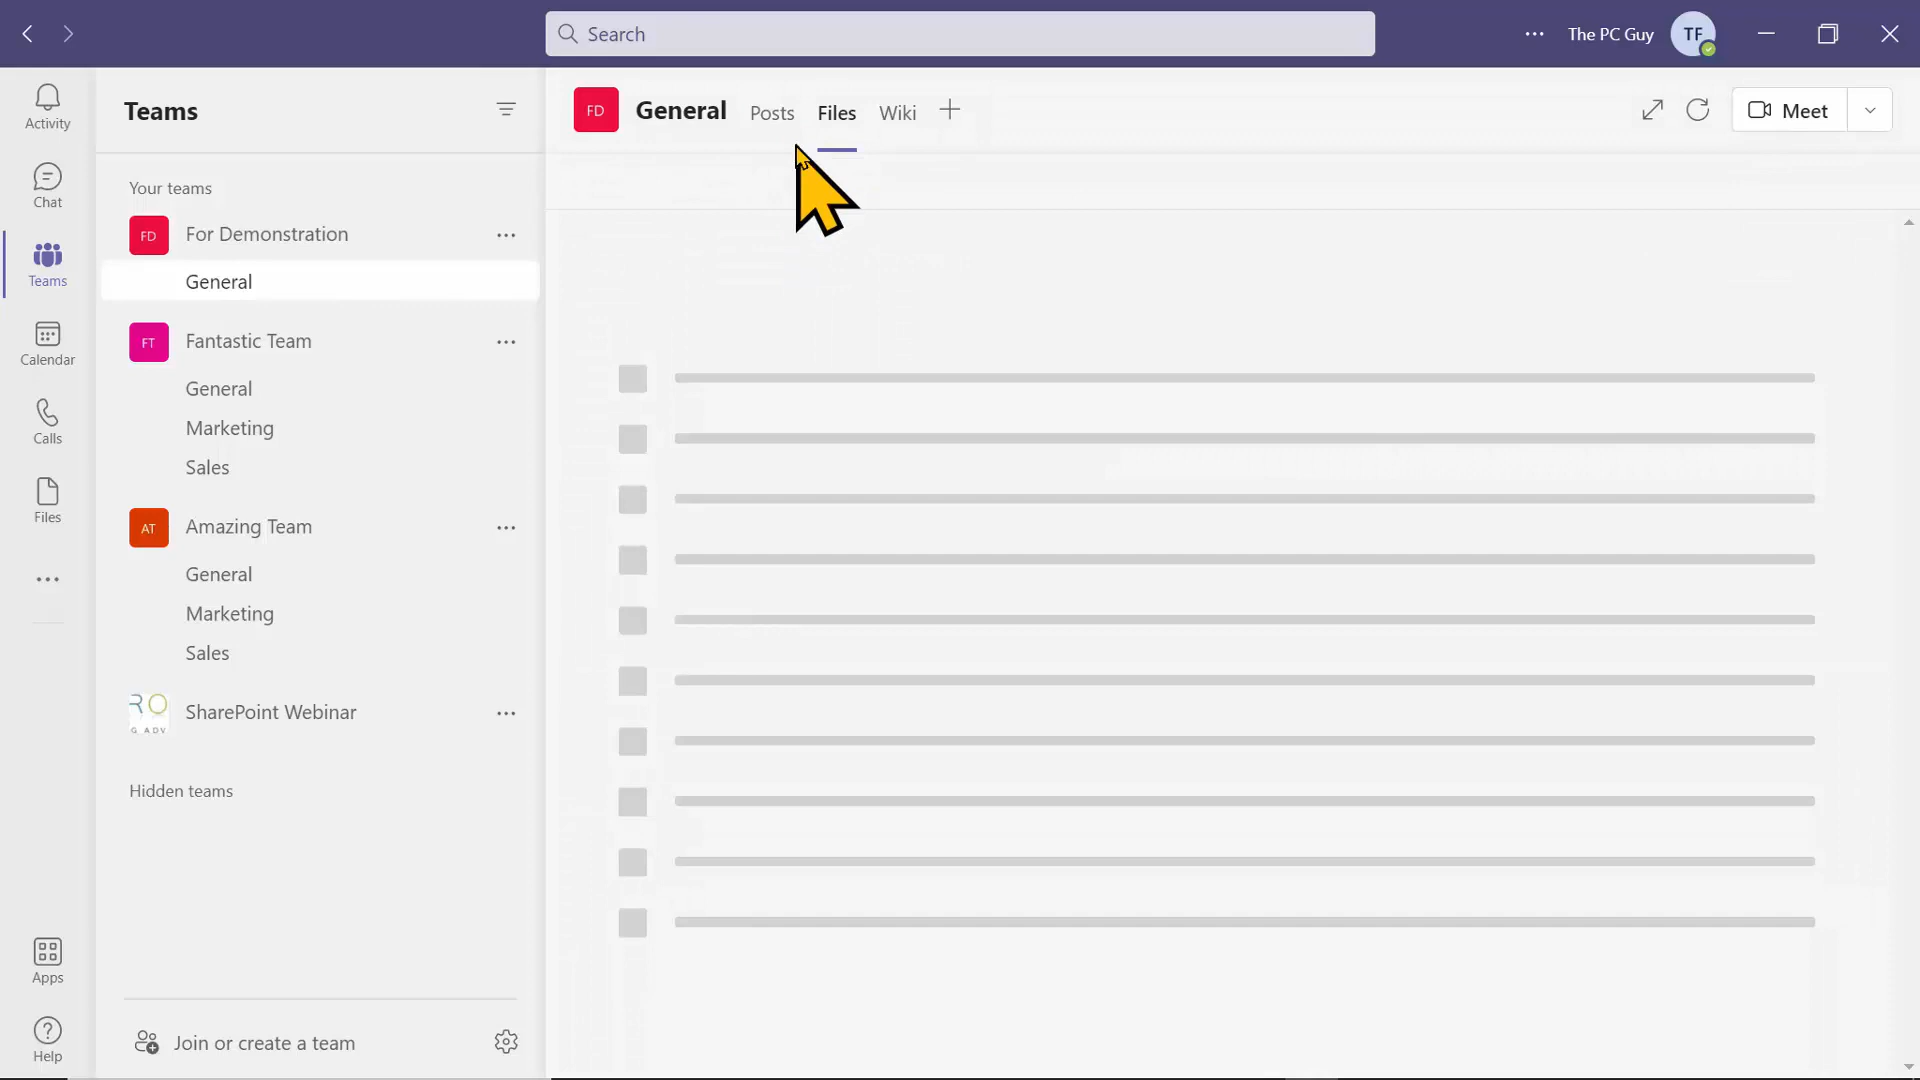 Search
The PC Guy
TF
Activity
Chat
Teams
Calendar
Calls
Files
Apps
Help
Teams
Your teams
FD For Demonstration
General
FT Fantastic Team
General
Marketing
Sales
AT Amazing Team
General
Marketing
Sales
RO
G ADV
SharePoint Webinar
Hidden teams
Join or create a team
FD General Posts Files Wiki
Meet